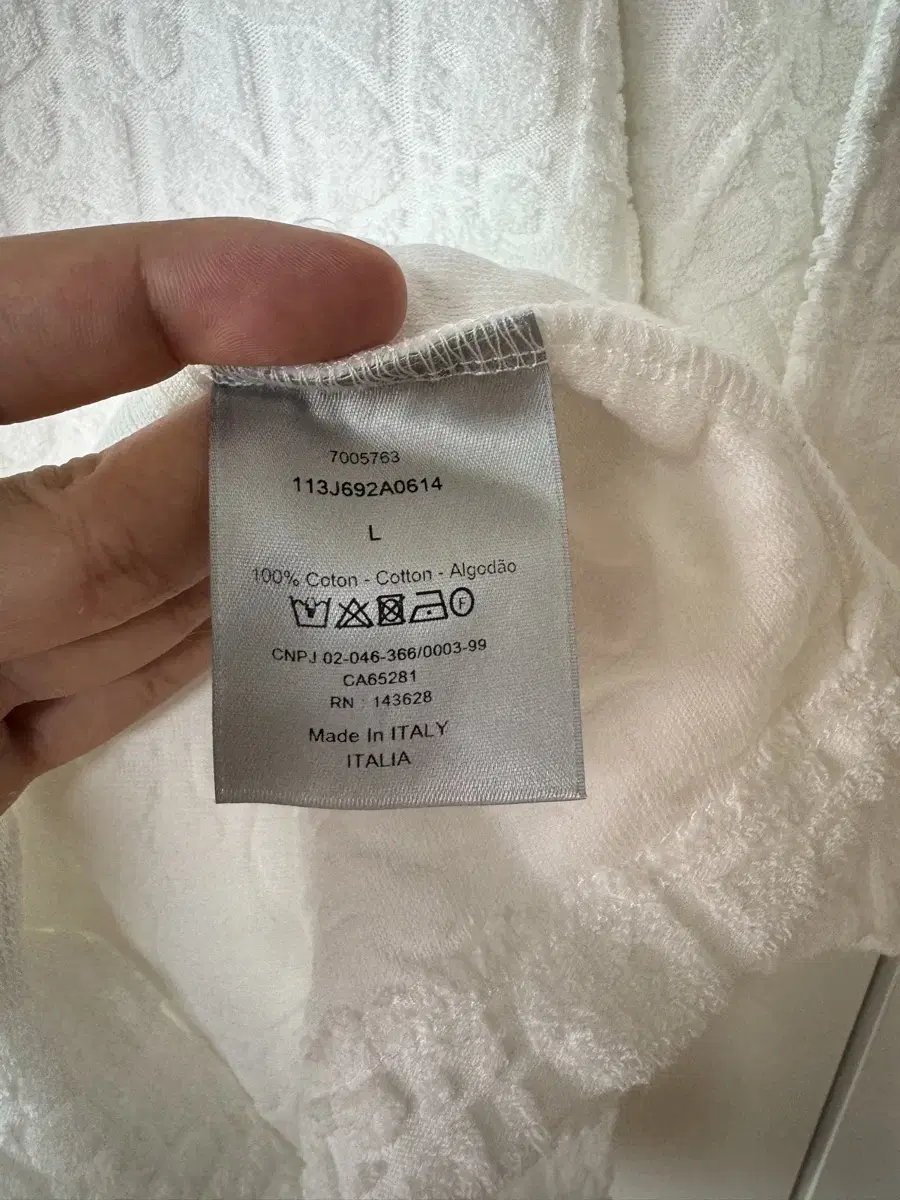 7005763
113J692A0614
L
100% Coton - Cotton - Algodão
F
CNPJ 02-046-366/0003-99
CA65281
RN : 143628
Made In ITALY
ITALIA